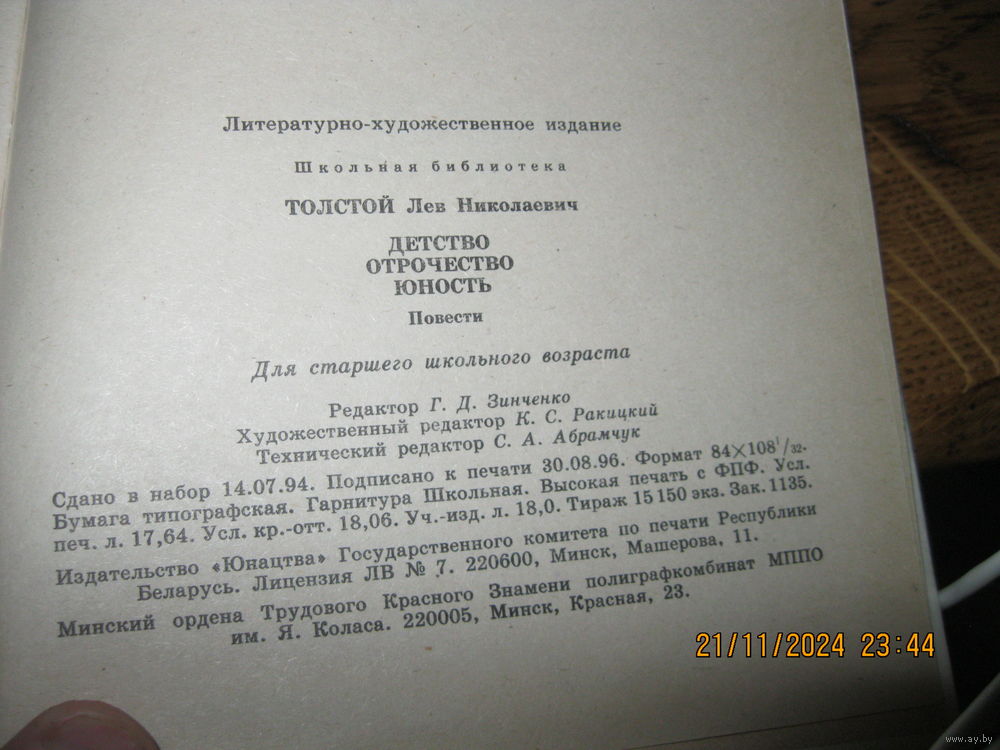 Литературно-художественное издание
Школьная библиотека
ТОЛСТОЙ Лев Николаевич
ДЕТСТВО
ОТРОЧЕСТВО
ЮНОСТЬ
Повести
Для старшего школьного возраста
Редактор Г. Д. Зинченко
Художественный редактор К. С. Ракицкий
Технический редактор С. А. Абрамчук
Сдано в набор 14.07.94. Подписано к печати 30.08.96. Формат 84×108¹/₃₂.
Бумага типографская. Гарнитура Школьная. Высокая печать с ФПФ. Усл.
печ. л. 17,64. Усл. кр.-отт. 18,06. Уч.-изд. л. 18,0. Тираж 15 150 экз. Зак. 1135.
Издательство «Юнацтва» Государственного комитета по печати Республики
Беларусь. Лицензия ЛВ № 7. 220600, Минск, Машерова, 11.
Минский ордена Трудового Красного Знамени полиграфкомбинат МППО
им. Я. Коласа. 220005, Минск, Красная, 23.
21/11/2024 23:44
www.ay.by